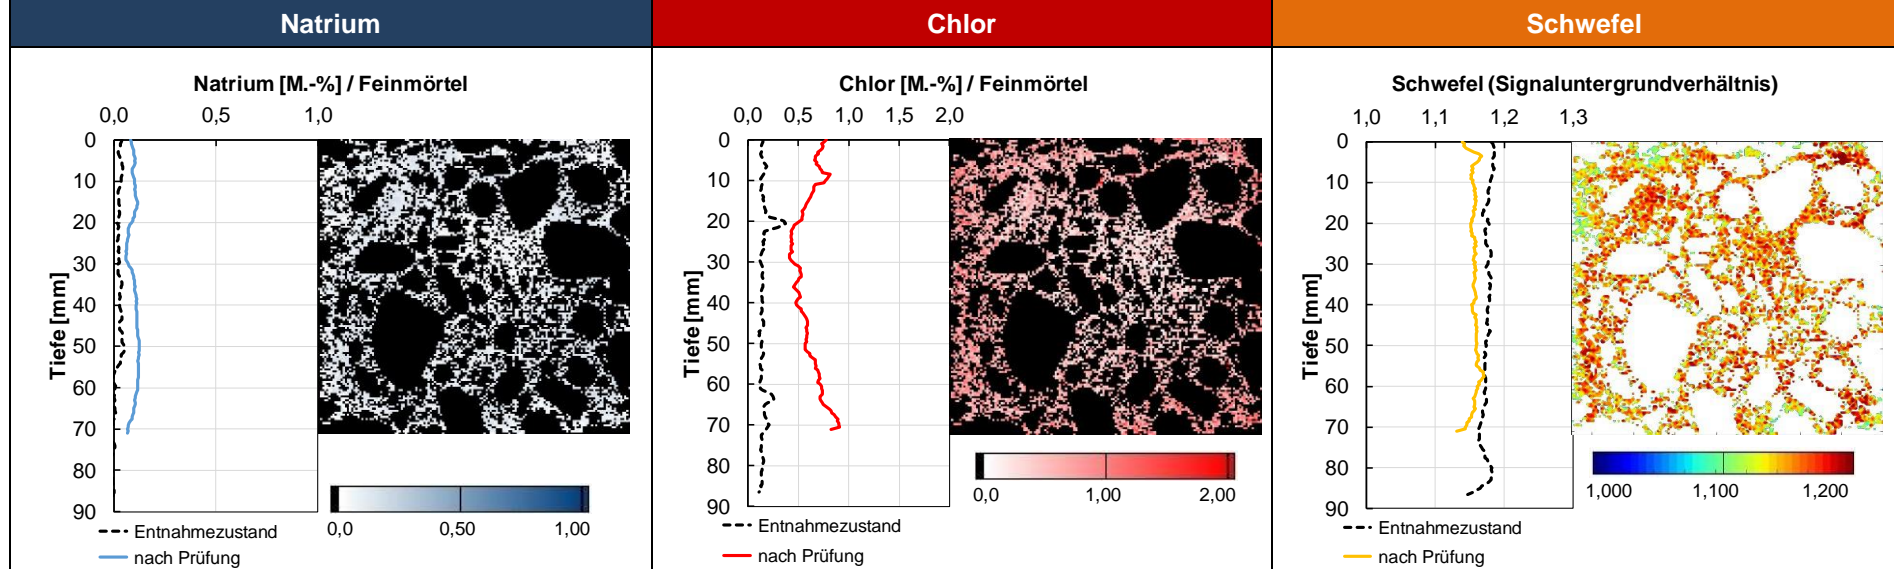 Natrium
Chlor
Schwefel
Natrium [M.-%] / Feinmörtel
0,0 0,5 1,0
0
10
20
30
40
50
60
70
80
90
Tiefe [mm]
0,0 0,50 1,00
Entnahmezustand
nach Prüfung
Chlor [M.-%] / Feinmörtel
0,0 0,5 1,0 1,5 2,0
0
10
20
30
40
50
60
70
80
90
Tiefe [mm]
0,0 1,00 2,00
Entnahmezustand
nach Prüfung
Schwefel (Signaluntergrundverhältnis)
1,0 1,1 1,2 1,3
0
10
20
30
40
50
60
70
80
90
Tiefe [mm]
1,000 1,100 1,200
Entnahmezustand
nach Prüfung